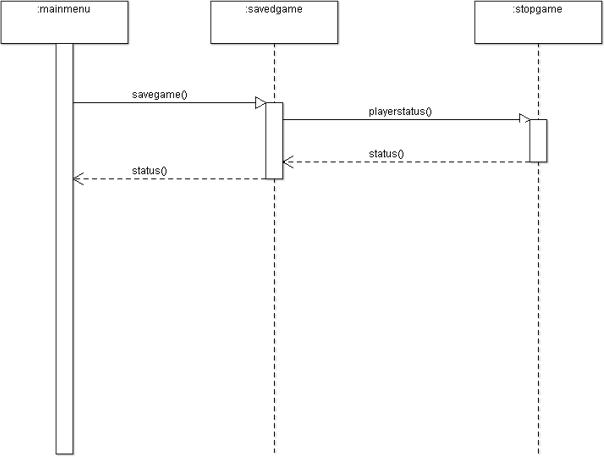 :mainmenu
:savedgame
:stopgame
savegame()
playerstatus()
status()
status()